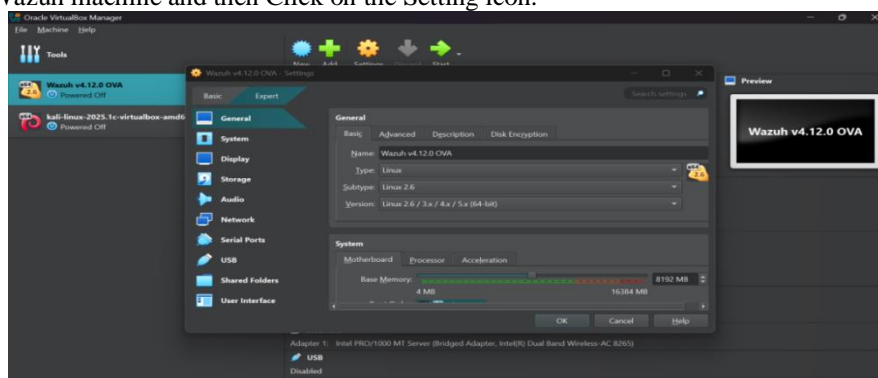 Wazuh machine and then Click on the Setting icon.
Oracle VirtualBox Manager
File Machine Help
Tools
New Add Settings Discard Start
Wazuh v4.12.0 OVA
Powered Off
kali-linux-2025.1c-virtualbox-amd6
Powered Off
Wazuh v4.12.0 OVA - Settings
Basic Expert
Search settings
General
System
Display
Storage
Audio
Network
Serial Ports
USB
Shared Folders
User Interface
General
Basic Advanced Description Disk Encryption
Name: Wazuh v4.12.0 OVA
Type: Linux
Subtype: Linux 2.6
Version: Linux 2.6 / 3.x / 4.x / 5.x (64-bit)
2.6
System
Motherboard Processor Acceleration
Base Memory: 8192 MB
4 MB 16384 MB
OK Cancel Help
Preview
Wazuh v4.12.0 OVA
Adapter 1: Intel PRO/1000 MT Server (Bridged Adapter, Intel(R) Dual Band Wireless-AC 8265)
USB
Disabled